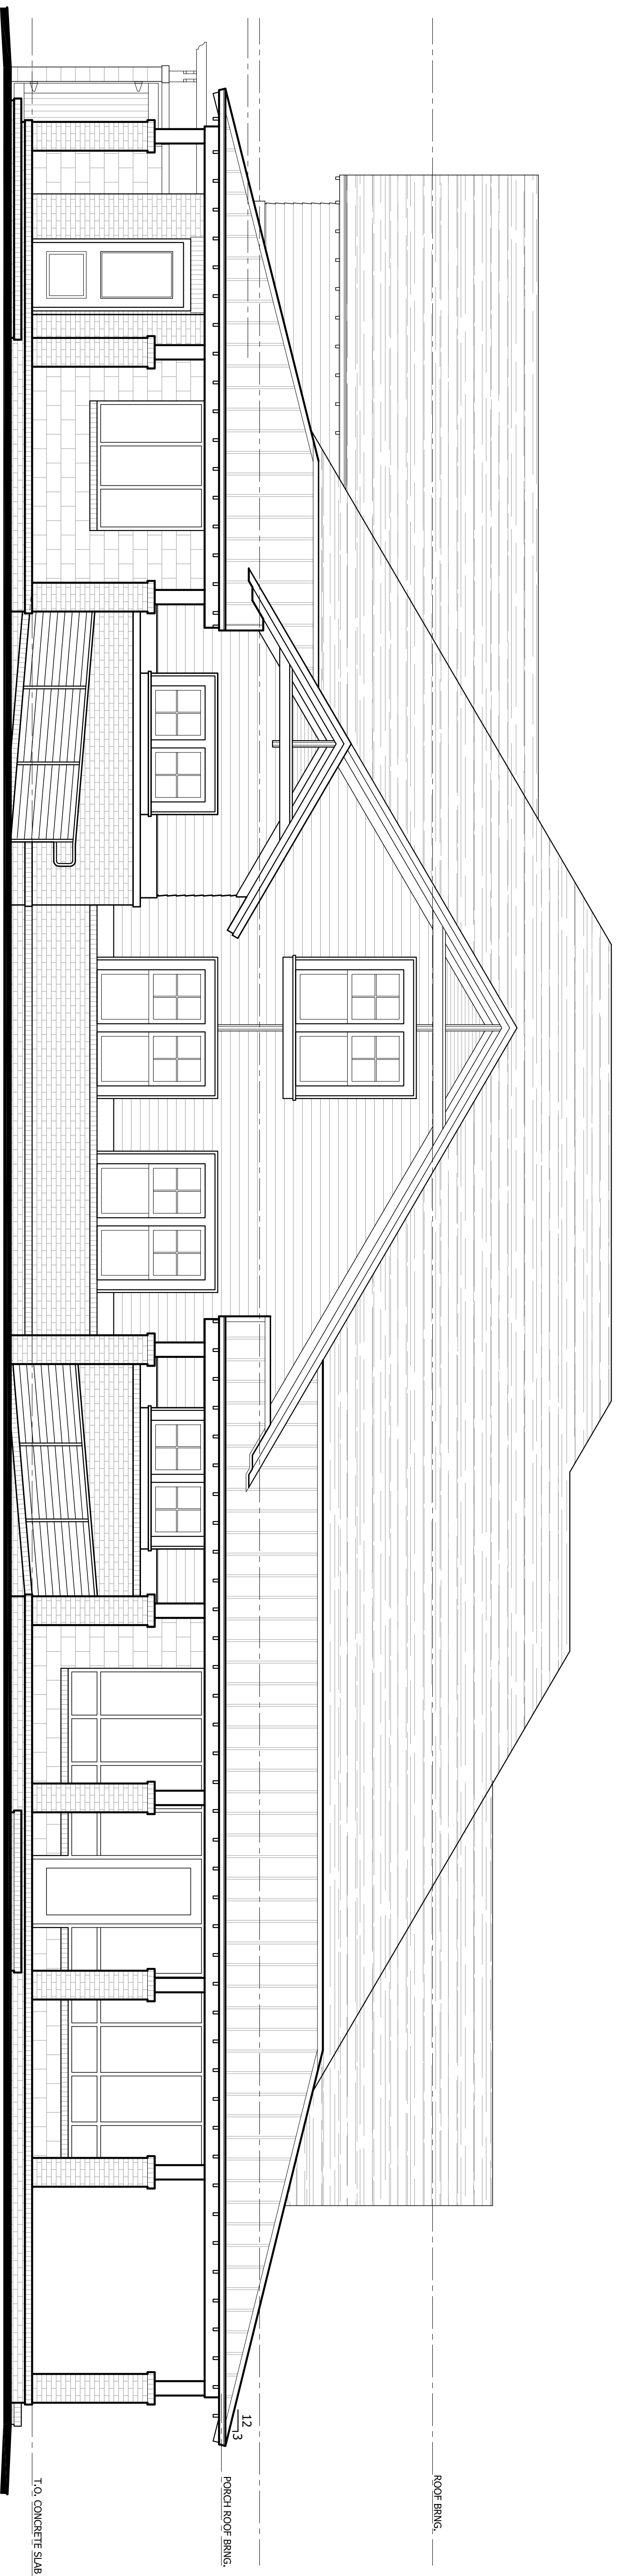 ROOF BRNG.
12
3
PORCH ROOF BRNG.
T.O. CONCRETE SLAB